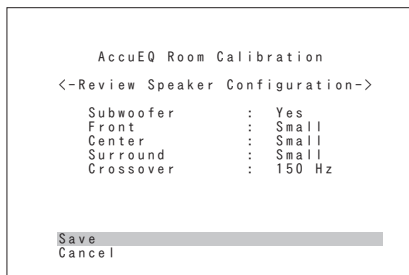 AccuEQ Room Calibration
<-Review Speaker Configuration->
Subwoofer : Yes
Front : Small
Center : Small
Surround : Small
Crossover : 150 Hz
Save
Cancel